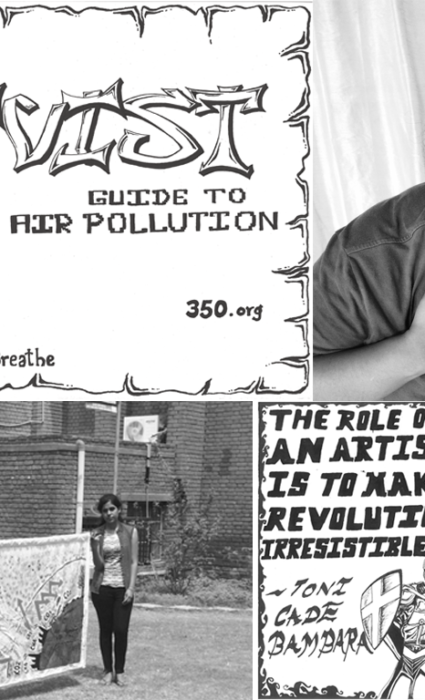 VIST
GUIDE TO
AIR POLLUTION
350.org
reathe
THE ROLE O
AN ARTIS
IS TO MAK
REVOLUTI
IRRESISTIBLE
~TONI
CADE
BAMBARA